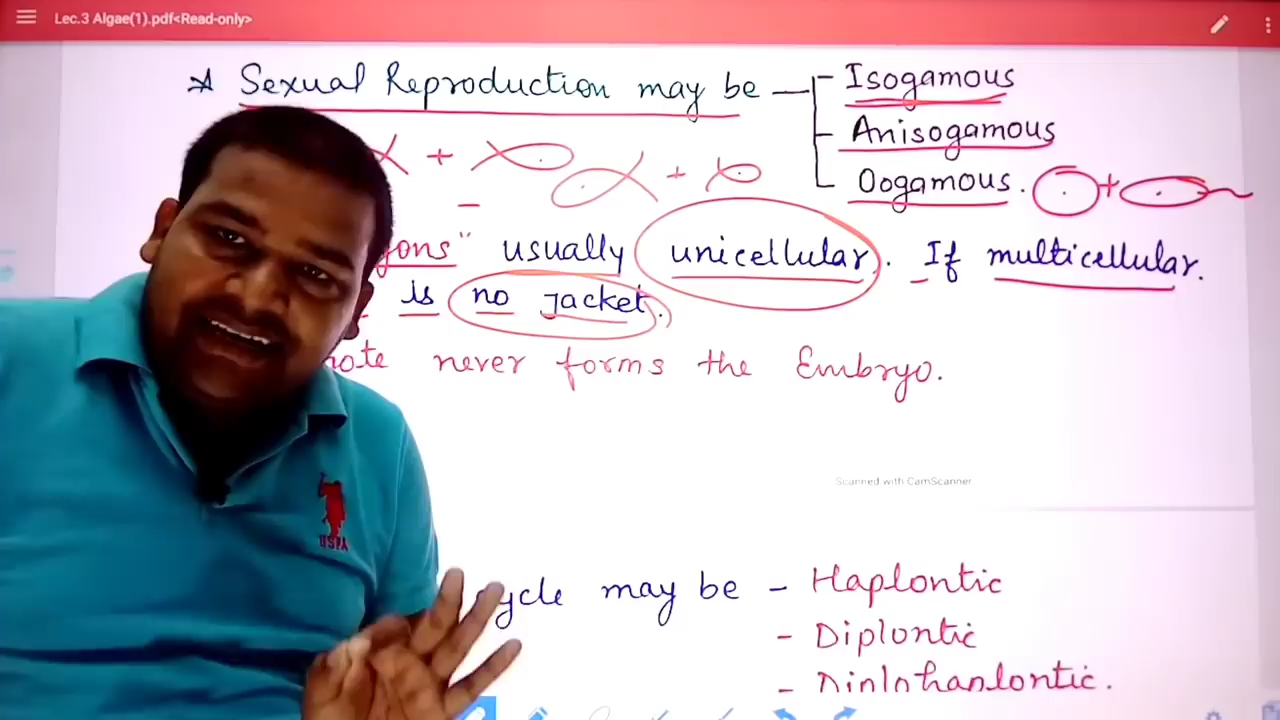 Lec.3 Algae(1).pdf<Read-only>
* Sexual Reproduction may be — - Isogamous
- Anisogamous
- Oogamous.
usually unicellular. If multicellular.
is no jacket.
never forms the Embryo.
Scanned with CamScanner
may be - Haplontic
- Diplontic
- Diplohaplontic.
USPA